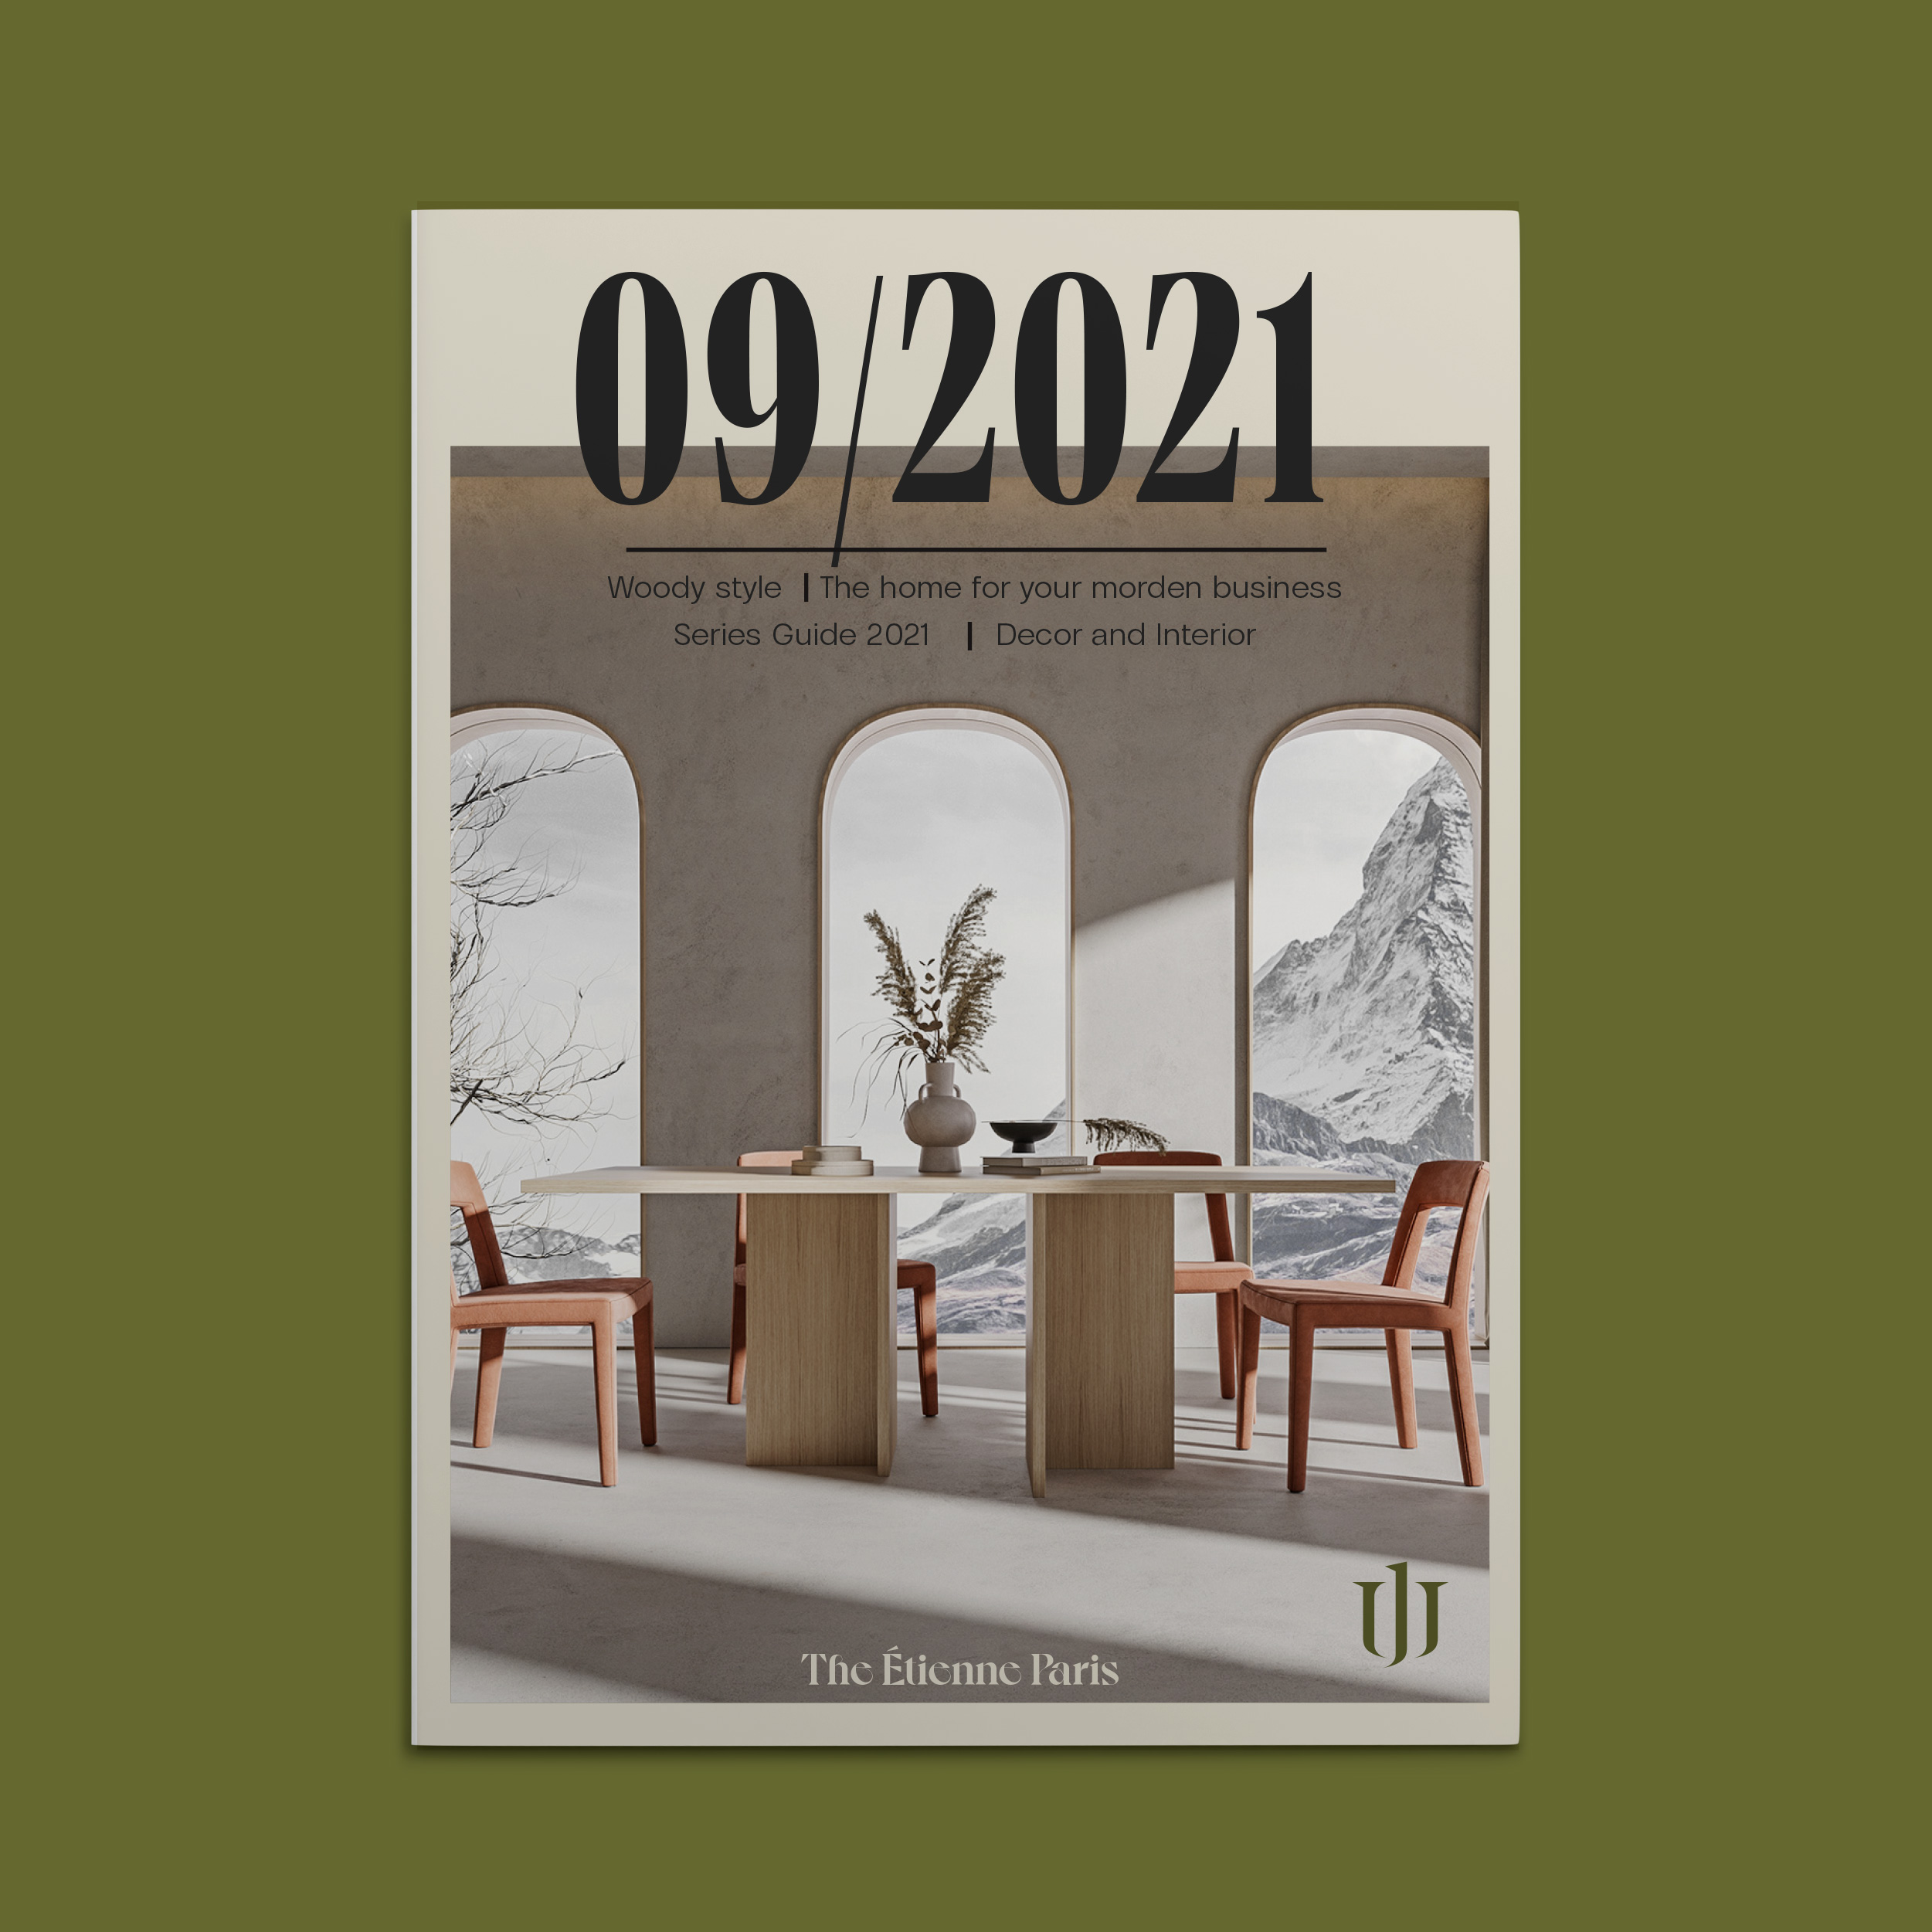 09/2021
Woody style | The home for your morden business
Series Guide 2021 | Decor and Interior
The Étienne Paris